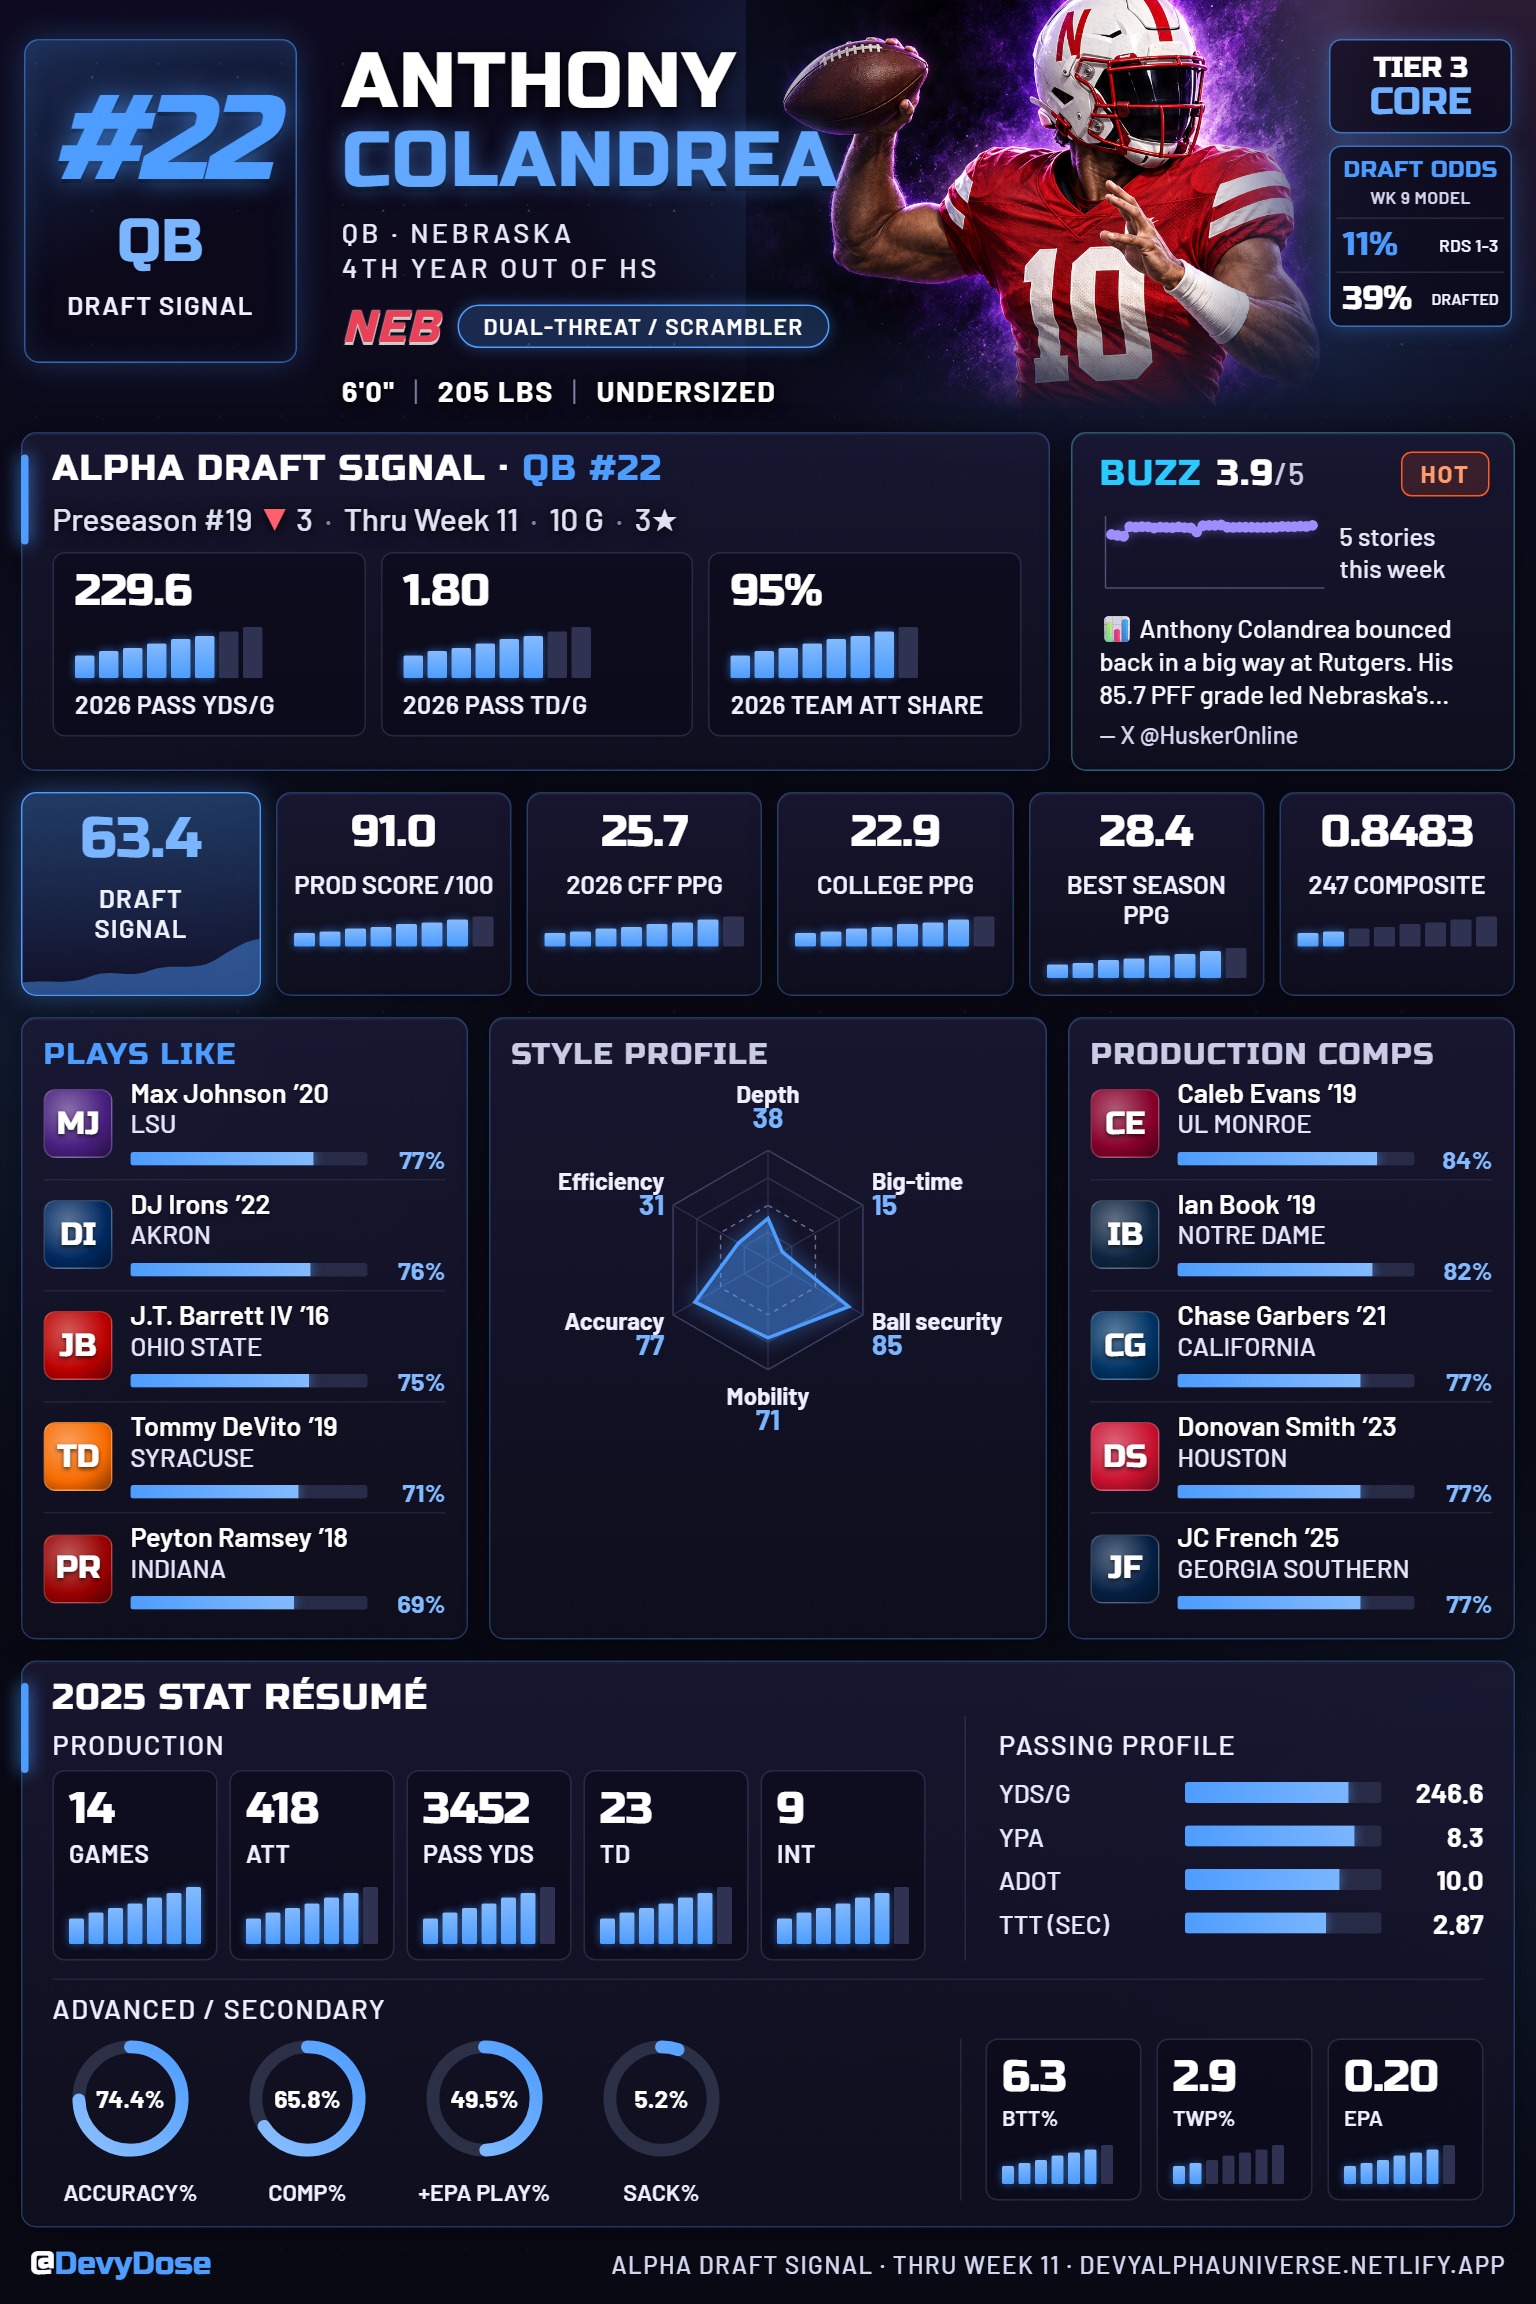 #22
QB
DRAFT SIGNAL
ANTHONY
COLANDREA
QB · NEBRASKA
4TH YEAR OUT OF HS
NEB
DUAL-THREAT / SCRAMBLER
6'0" | 205 LBS | UNDERSIZED
N
10
TIER 3
CORE
DRAFT ODDS
WK 9 MODEL
11% RDS 1-3
39% DRAFTED
ALPHA DRAFT SIGNAL · QB #22
Preseason #19 ▼ 3 · Thru Week 11 · 10 G · 3★
229.6
2026 PASS YDS/G
1.80
2026 PASS TD/G
95%
2026 TEAM ATT SHARE
BUZZ 3.9/5
HOT
5 stories
this week
📊 Anthony Colandrea bounced
back in a big way at Rutgers. His
85.7 PFF grade led Nebraska's...
— X @HuskerOnline
63.4
DRAFT
SIGNAL
91.0
PROD SCORE /100
25.7
2026 CFF PPG
22.9
COLLEGE PPG
28.4
BEST SEASON
PPG
0.8483
247 COMPOSITE
PLAYS LIKE
MJ
Max Johnson ’20
LSU
77%
DI
DJ Irons ’22
AKRON
76%
JB
J.T. Barrett IV ’16
OHIO STATE
75%
TD
Tommy DeVito ’19
SYRACUSE
71%
PR
Peyton Ramsey ’18
INDIANA
69%
STYLE PROFILE
Depth
38
Efficiency
31
Big-time
15
Accuracy
77
Ball security
85
Mobility
71
PRODUCTION COMPS
CE
Caleb Evans ’19
UL MONROE
84%
IB
Ian Book ’19
NOTRE DAME
82%
CG
Chase Garbers ’21
CALIFORNIA
77%
DS
Donovan Smith ’23
HOUSTON
77%
JF
JC French ’25
GEORGIA SOUTHERN
77%
2025 STAT RÉSUMÉ
PRODUCTION
14
GAMES
418
ATT
3452
PASS YDS
23
TD
9
INT
PASSING PROFILE
YDS/G 246.6
YPA 8.3
ADOT 10.0
TTT (SEC) 2.87
ADVANCED / SECONDARY
74.4%
ACCURACY%
65.8%
COMP%
49.5%
+EPA PLAY%
5.2%
SACK%
6.3
BTT%
2.9
TWP%
0.20
EPA
@DevyDose
ALPHA DRAFT SIGNAL · THRU WEEK 11 · DEVYALPHAUNIVERSE.NETLIFY.APP